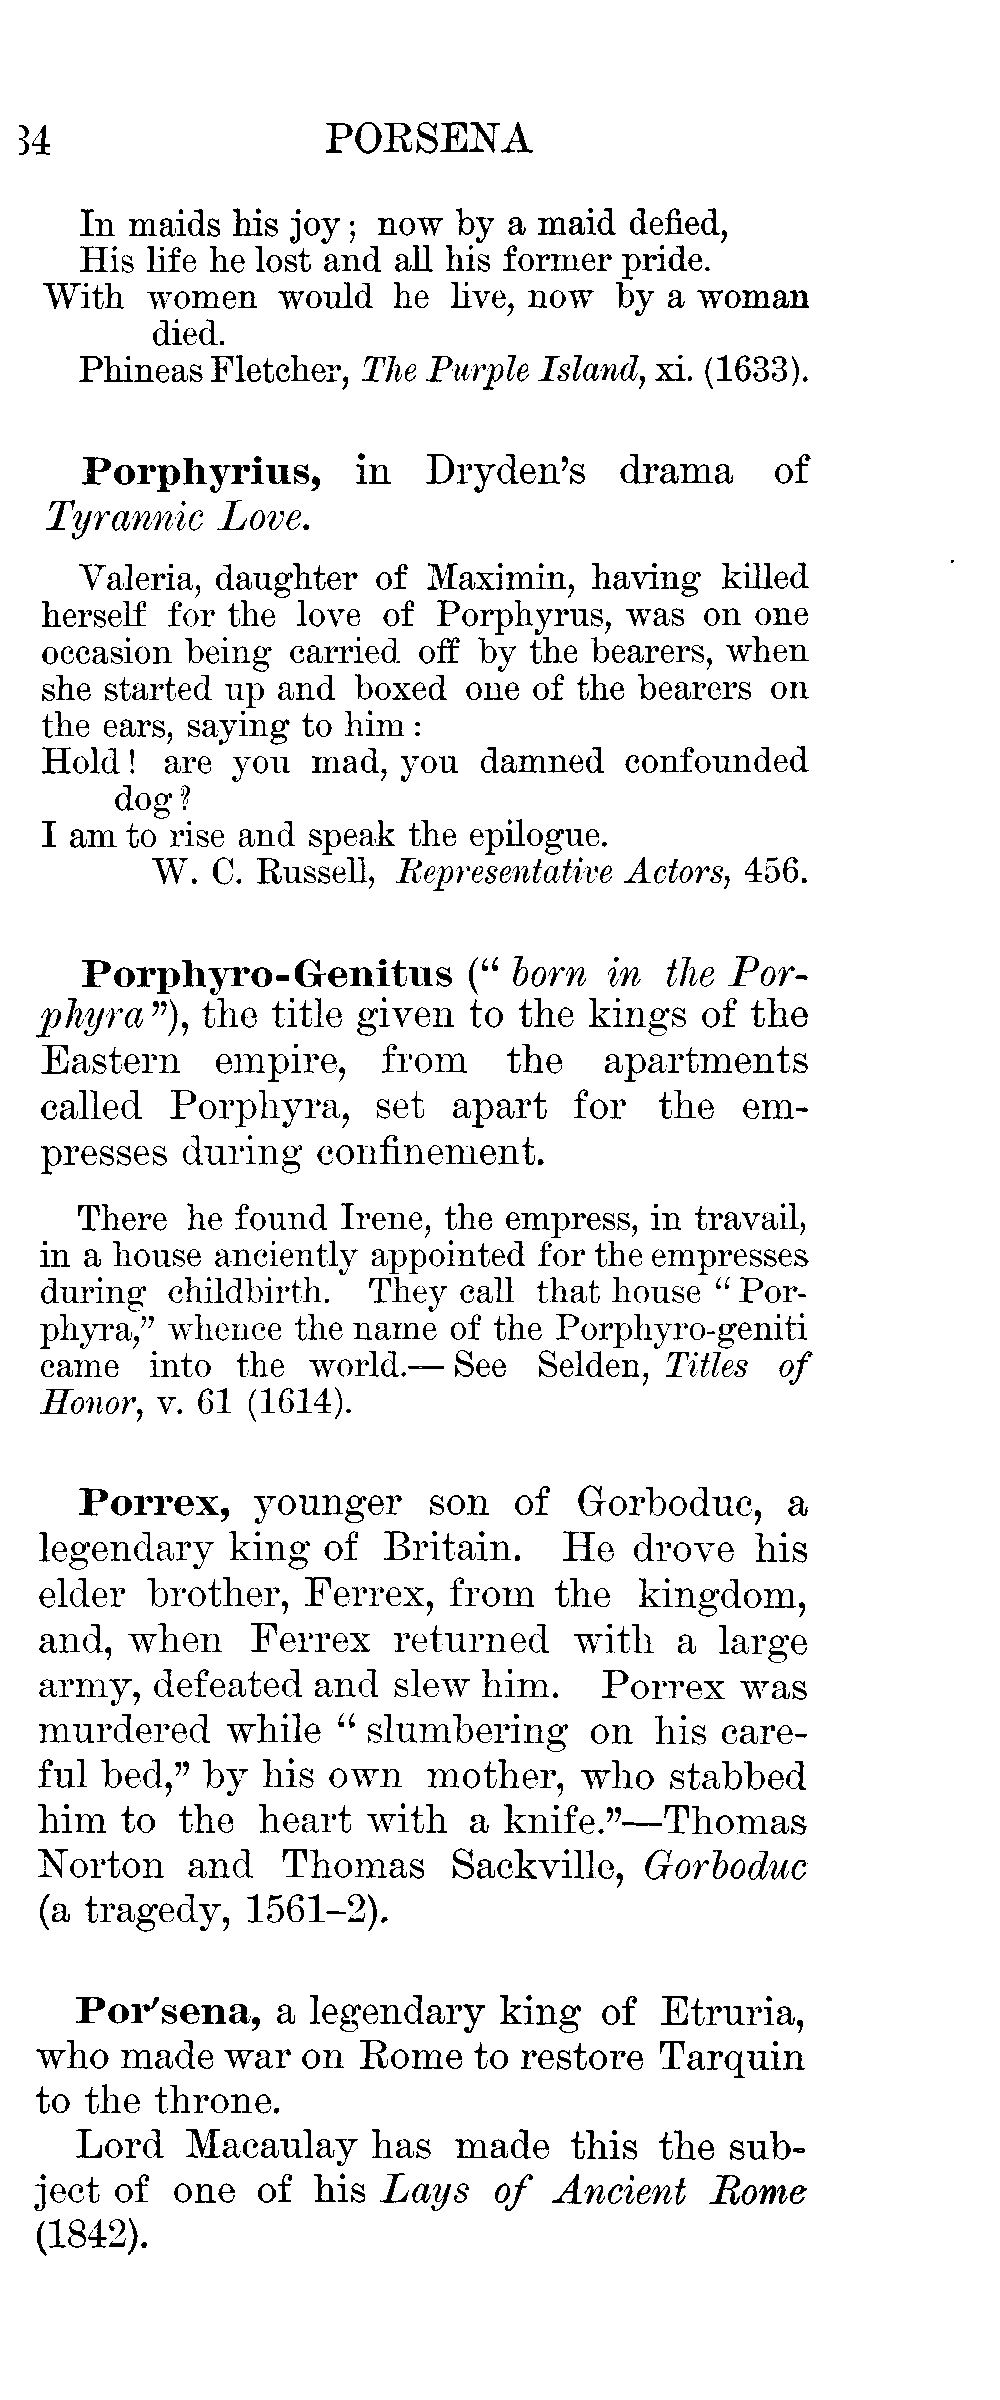 34 PORSENA
In maids his joy; now by a maid defied,
His life he lost and all his former pride.
With women would he live, now by a woman
died.
Phineas Fletcher, The Purple Island, xi. (1633).
Porphyrius, in Dryden's drama of
Tyrannic Love.
Valeria, daughter of Maximin, having killed
herself for the love of Porphyrus, was on one
occasion being carried off by the bearers, when
she started up and boxed one of the bearers on
the ears, saying to him:
Hold! are you mad, you damned confounded
dog?
I am to rise and speak the epilogue.
W. C. Russell, Representative Actors, 456.
Porphyro-Genitus (“born in the Por-
phyra”), the title given to the kings of the
Eastern empire, from the apartments
called Porphyra, set apart for the em-
presses during confinement.
There he found Irene, the empress, in travail,
in a house anciently appointed for the empresses
during childbirth. They call that house “Por-
phyra,” whence the name of the Porphyro-geniti
came into the world.—See Selden, Titles of
Honor, v. 61 (1614).
Porrex, younger son of Gorboduc, a
legendary king of Britain. He drove his
elder brother, Ferrex, from the kingdom,
and, when Ferrex returned with a large
army, defeated and slew him. Porrex was
murdered while “slumbering on his care-
ful bed,” by his own mother, who stabbed
him to the heart with a knife.”—Thomas
Norton and Thomas Sackville, Gorboduc
(a tragedy, 1561–2).
Por′sena, a legendary king of Etruria,
who made war on Rome to restore Tarquin
to the throne.
Lord Macaulay has made this the sub-
ject of one of his Lays of Ancient Rome
(1842).